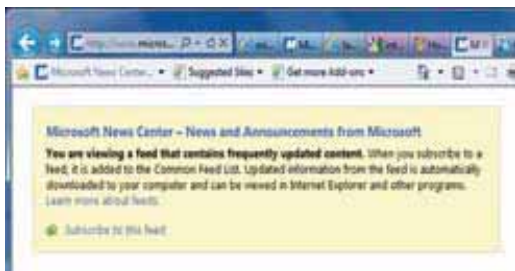 Microsoft News Center... Suggested Sites Get more Add-ons
Microsoft News Center – News and Announcements from Microsoft
You are viewing a feed that contains frequently updated content. When you subscribe to a
feed, it is added to the Common Feed List. Updated information from the feed is automatically
downloaded to your computer and can be viewed in Internet Explorer and other programs.
Learn more about feeds.
Subscribe to this feed